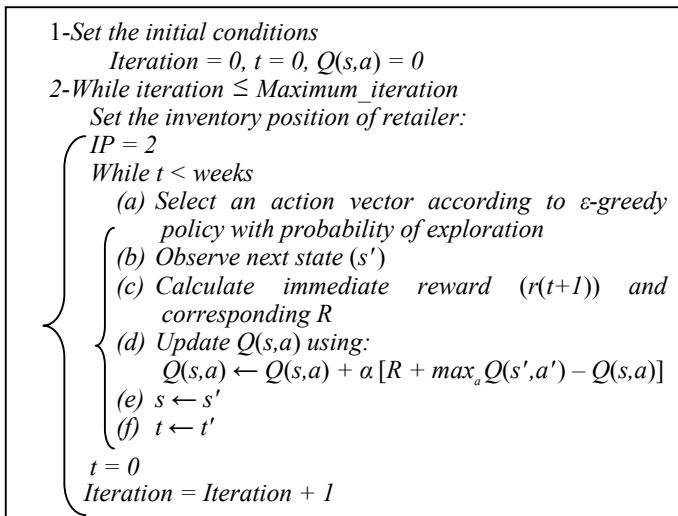 1-Set the initial conditions
Iteration = 0, t = 0, Q(s,a) = 0
2-While iteration ≤ Maximum_iteration
Set the inventory position of retailer:
IP = 2
While t < weeks
(a) Select an action vector according to ε-greedy
policy with probability of exploration
(b) Observe next state (s′)
(c) Calculate immediate reward (r(t+1)) and
corresponding R
(d) Update Q(s,a) using:
Q(s,a) ← Q(s,a) + α [R + maxₐ Q(s′,a′) – Q(s,a)]
(e) s ← s′
(f) t ← t′
t = 0
Iteration = Iteration + 1